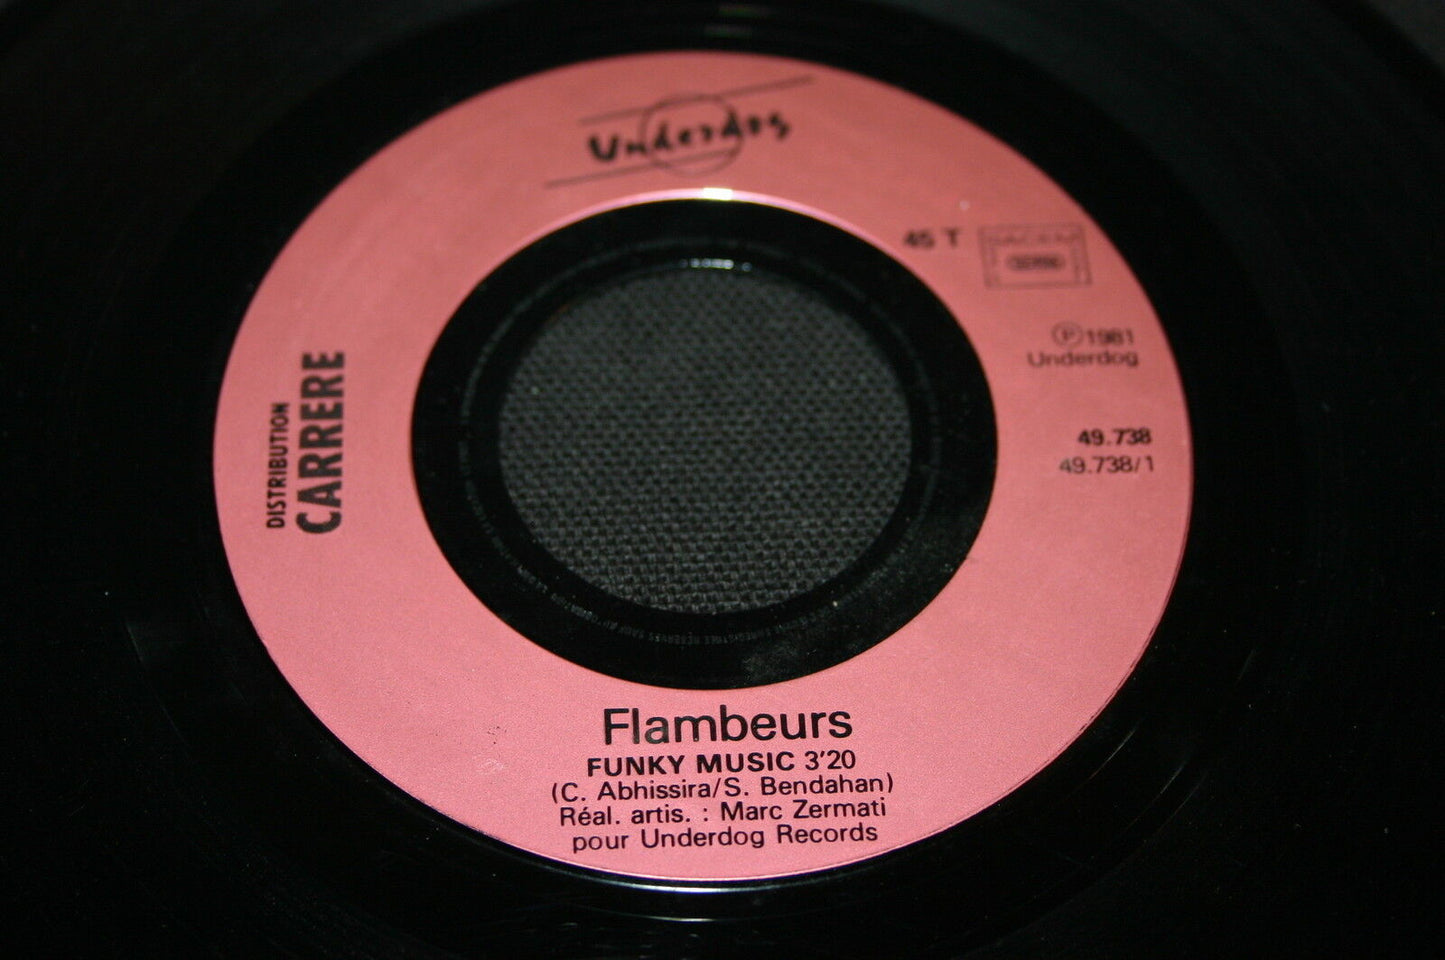 Underdog
45 T
SACEM
℗ 1981
Underdog
49.738
49.738/1
DISTRIBUTION
CARRERE
Flambeurs
FUNKY MUSIC 3'20
(C. Abhissira/S. Bendahan)
Réal. artis. : Marc Zermati
pour Underdog Records